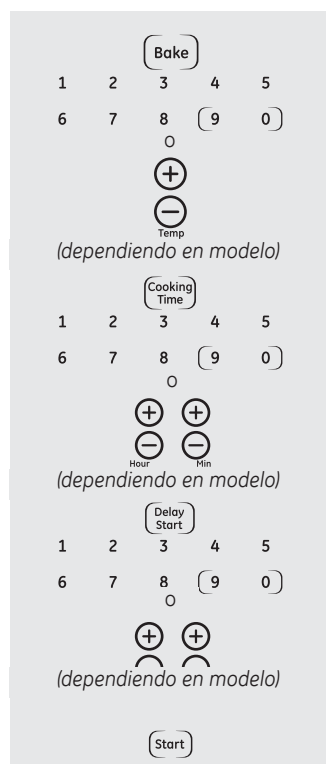 Bake
1 2 3 4 5
6 7 8 9 0
O
+
−
Temp
(dependiendo en modelo)
Cooking
Time
1 2 3 4 5
6 7 8 9 0
O
+ +
− −
Hour Min
(dependiendo en modelo)
Delay
Start
1 2 3 4 5
6 7 8 9 0
O
+ +
(dependiendo en modelo)
Start